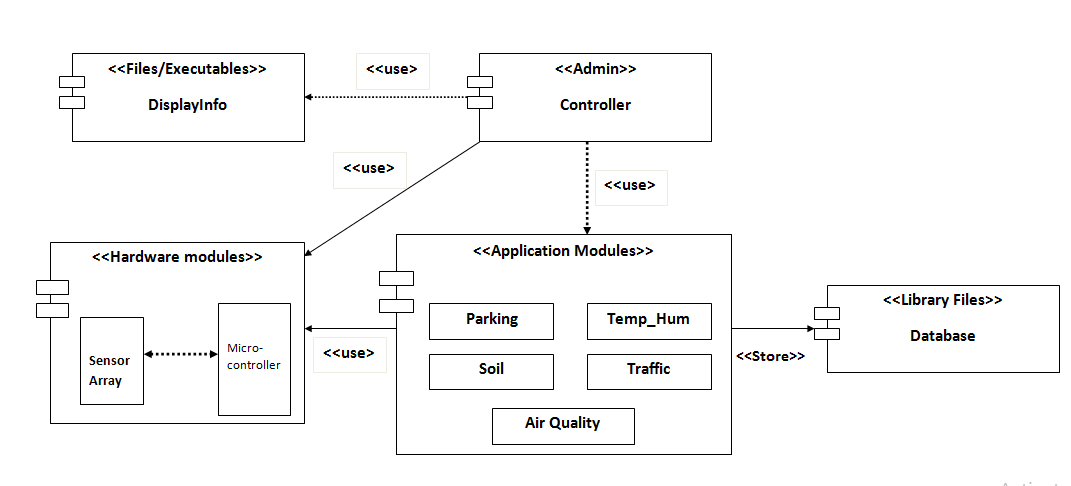 <<Files/Executables>>
DisplayInfo
<<use>
<<Admin>>
Controller
<<use>
<<use>
<<Hardware modules>>
Sensor
Array
Micro-
controller
<<use>
<<Application Modules>>
Parking
Temp_Hum
Soil
Traffic
Air Quality
<<Store>>
<<Library Files>>
Database